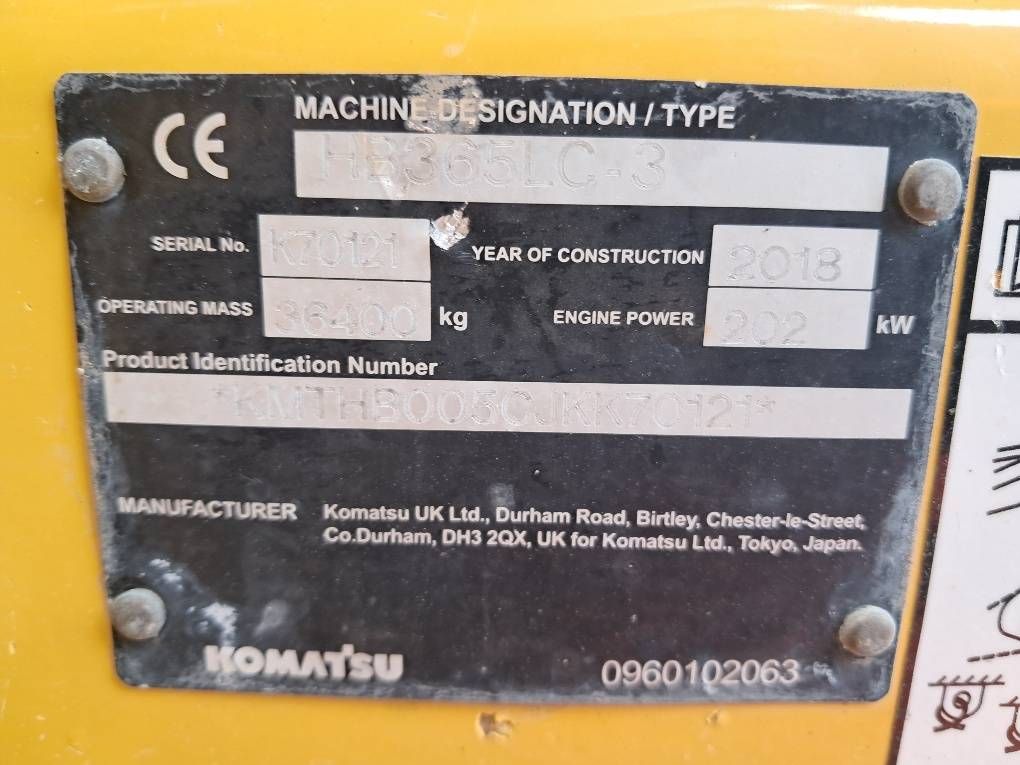 CE
MACHINE DESIGNATION / TYPE
HB365LC-3
SERIAL No. K70121
YEAR OF CONSTRUCTION 2018
OPERATING MASS 36400 kg
ENGINE POWER 202 kW
Product Identification Number
*KMTHB005CJKK70121*
MANUFACTURER Komatsu UK Ltd., Durham Road, Birtley, Chester-le-Street,
Co.Durham, DH3 2QX, UK for Komatsu Ltd., Tokyo, Japan.
KOMATSU
0960102063